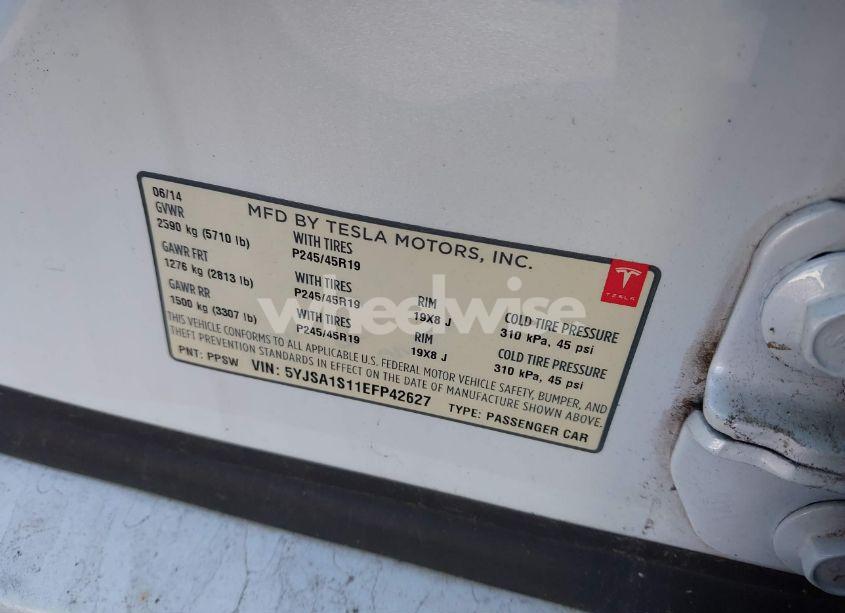 06/14
MFD BY TESLA MOTORS, INC.
GVWR
2590 kg (5710 lb)
WITH TIRES
P245/45R19
GAWR FRT
1276 kg (2813 lb)
WITH TIRES
P245/45R19
RIM
19X8 J
COLD TIRE PRESSURE
310 kPa, 45 psi
GAWR RR
1500 kg (3307 lb)
WITH TIRES
P245/45R19
RIM
19X8 J
COLD TIRE PRESSURE
310 kPa, 45 psi
THIS VEHICLE CONFORMS TO ALL APPLICABLE U.S. FEDERAL MOTOR VEHICLE SAFETY, BUMPER, AND
THEFT PREVENTION STANDARDS IN EFFECT ON THE DATE OF MANUFACTURE SHOWN ABOVE.
PNT: PPSW VIN: 5YJSA1S11EFP42627 TYPE: PASSENGER CAR
TESLA
wheelwise